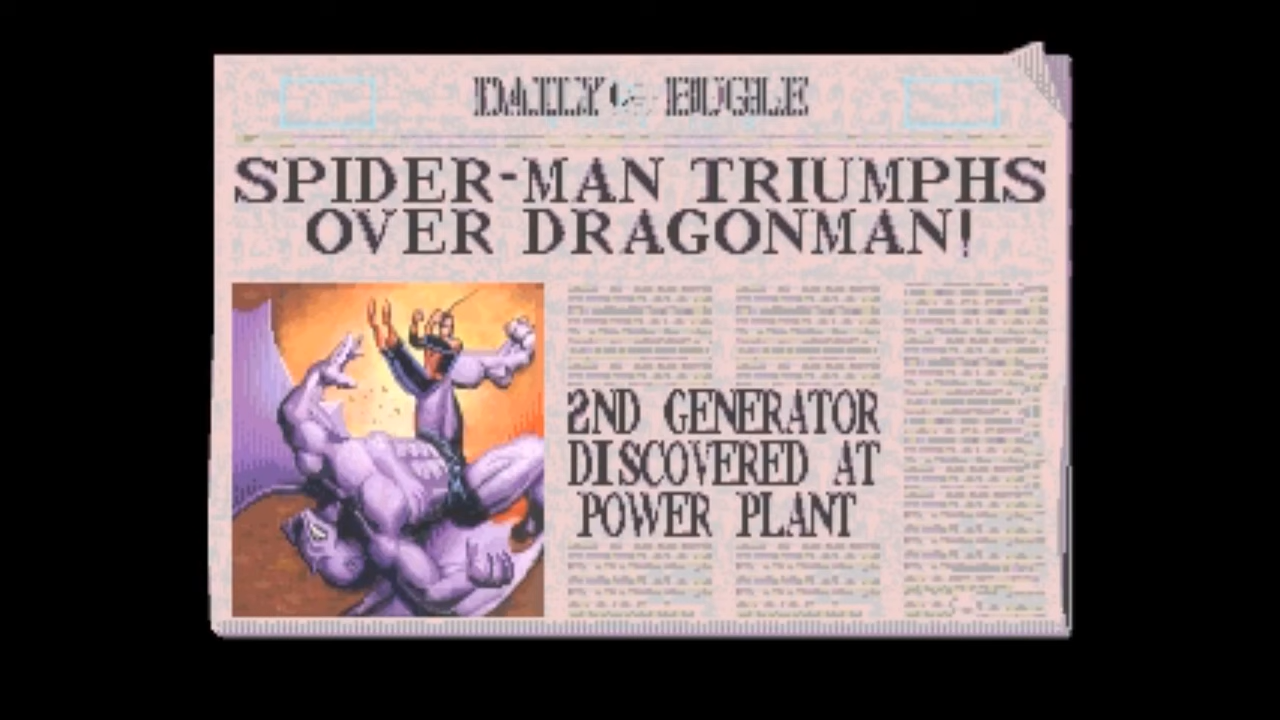 DAILY BUGLE
SPIDER-MAN TRIUMPHS
OVER DRAGONMAN!
2ND GENERATOR
DISCOVERED AT
POWER PLANT